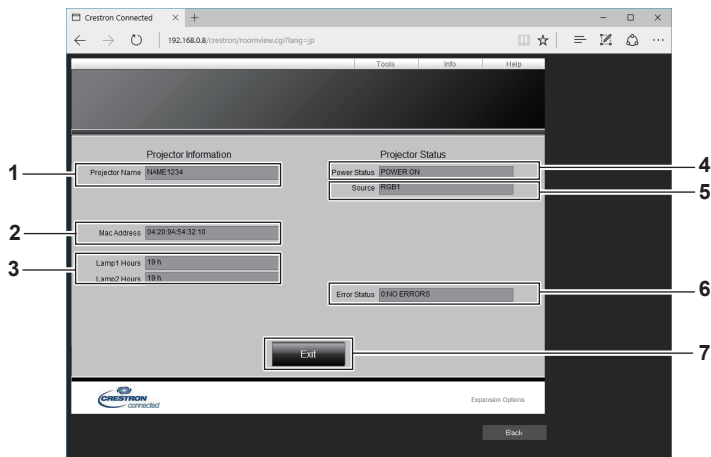 Crestron Connected
192.168.0.8/crestron/roomview.cgi?lang=jp
Tools Info Help
Projector Information
Projector Status
1
Projector Name NAME1234
Power Status POWER ON
4
Source RGB1
5
2
Mac Address 04:20:9A:54:32:10
3
Lamp1 Hours 19 h
Lamp2 Hours 19 h
Error Status 0:NO ERRORS
6
Exit
7
CRESTRON
connected
Expansion Options
Back